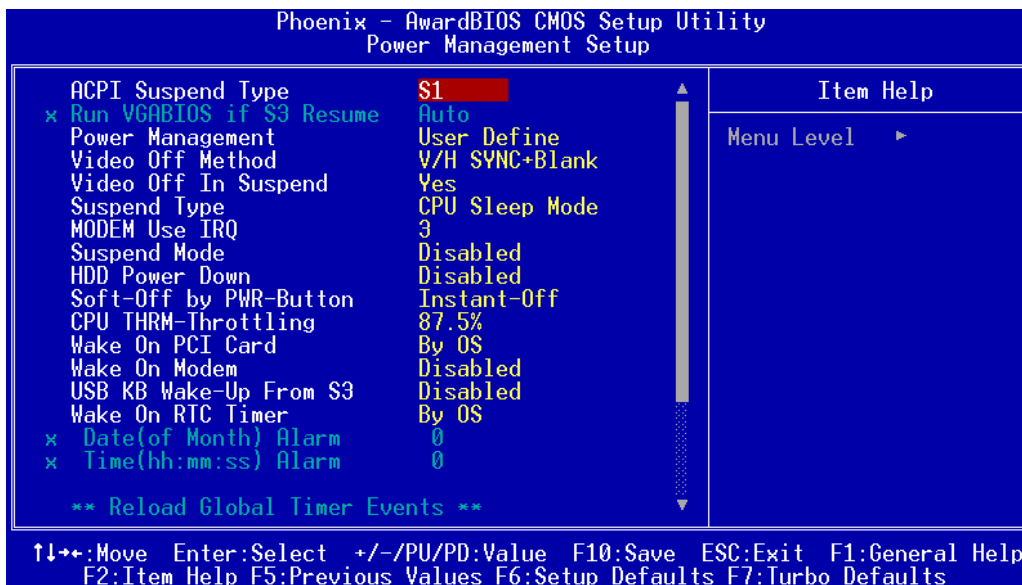 Phoenix - AwardBIOS CMOS Setup Utility
Power Management Setup
ACPI Suspend Type S1
x Run VGABIOS if S3 Resume Auto
Power Management User Define
Video Off Method V/H SYNC+Blank
Video Off In Suspend Yes
Suspend Type CPU Sleep Mode
MODEM Use IRQ 3
Suspend Mode Disabled
HDD Power Down Disabled
Soft-Off by PWR-Button Instant-Off
CPU THRM-Throttling 87.5%
Wake On PCI Card By OS
Wake On Modem Disabled
USB KB Wake-Up From S3 Disabled
Wake On RTC Timer By OS
x Date(of Month) Alarm 0
x Time(hh:mm:ss) Alarm 0
** Reload Global Timer Events **
Item Help
Menu Level ►
↑↓→←:Move Enter:Select +/-/PU/PD:Value F10:Save ESC:Exit F1:General Help
F2:Item Help F5:Previous Values F6:Setup Defaults F7:Turbo Defaults